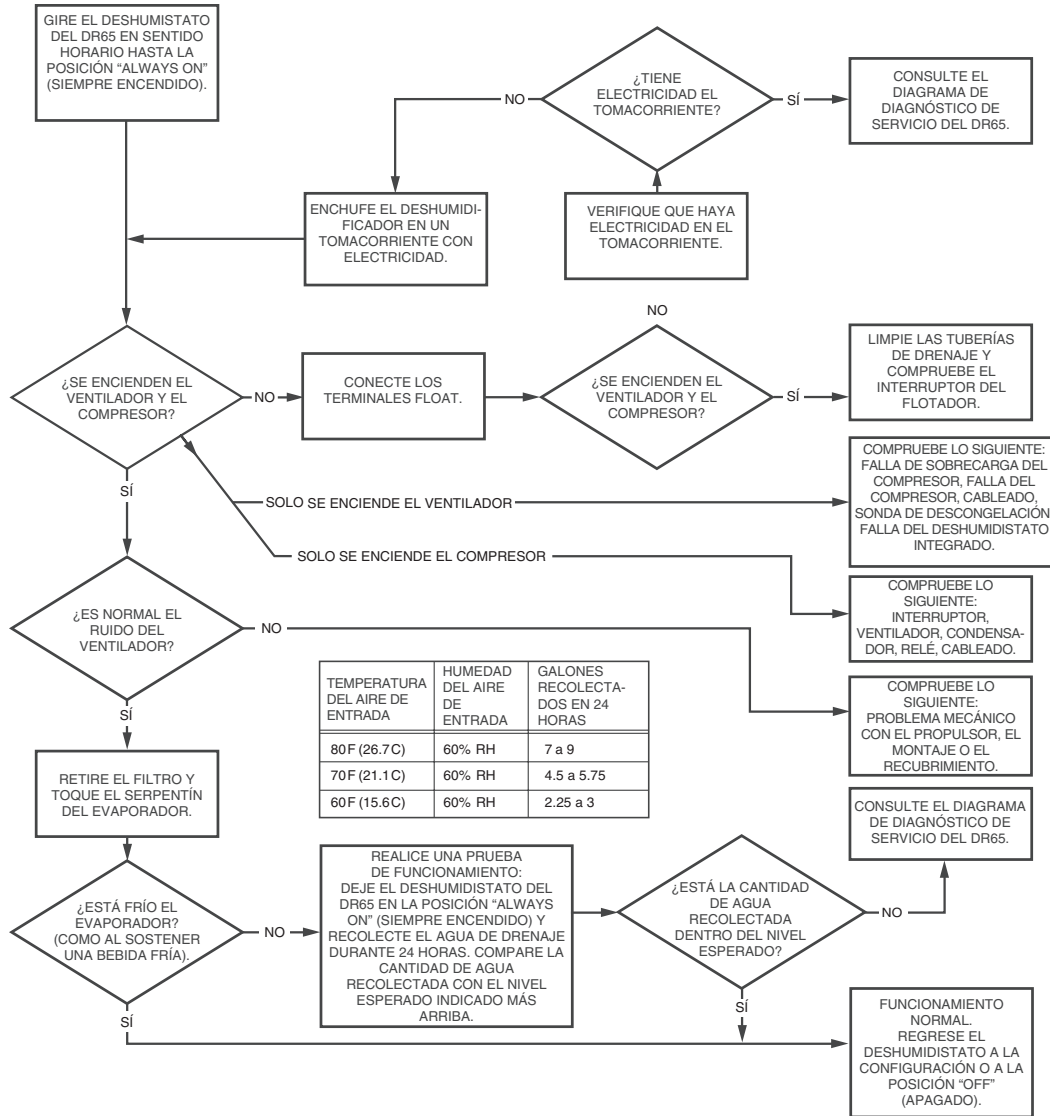 GIRE EL DESHUMISTATO
DEL DR65 EN SENTIDO
HORARIO HASTA LA
POSICIÓN “ALWAYS ON”
(SIEMPRE ENCENDIDO).
¿TIENE
ELECTRICIDAD EL
TOMACORRIENTE?
NO
SÍ
CONSULTE EL
DIAGRAMA DE
DIAGNÓSTICO DE
SERVICIO DEL DR65.
ENCHUFE EL DESHUMIDI-
FICADOR EN UN
TOMACORRIENTE CON
ELECTRICIDAD.
VERIFIQUE QUE HAYA
ELECTRICIDAD EN EL
TOMACORRIENTE.
NO
¿SE ENCIENDEN EL
VENTILADOR Y EL
COMPRESOR?
NO
CONECTE LOS
TERMINALES FLOAT.
¿SE ENCIENDEN EL
VENTILADOR Y EL
COMPRESOR?
SÍ
LIMPIE LAS TUBERÍAS
DE DRENAJE Y
COMPRUEBE EL
INTERRUPTOR DEL
FLOTADOR.
SÍ
SOLO SE ENCIENDE EL VENTILADOR
COMPRUEBE LO SIGUIENTE:
FALLA DE SOBRECARGA DEL
COMPRESOR, FALLA DEL
COMPRESOR, CABLEADO,
SONDA DE DESCONGELACIÓN
FALLA DEL DESHUMIDISTATO
INTEGRADO.
SOLO SE ENCIENDE EL COMPRESOR
COMPRUEBE LO
SIGUIENTE:
INTERRUPTOR,
VENTILADOR, CONDENSA-
DOR, RELÉ, CABLEADO.
¿ES NORMAL EL
RUIDO DEL
VENTILADOR?
NO
COMPRUEBE LO
SIGUIENTE:
PROBLEMA MECÁNICO
CON EL PROPULSOR, EL
MONTAJE O EL
RECUBRIMIENTO.
SÍ
TEMPERATURA
DEL AIRE DE
ENTRADA
HUMEDAD
DEL AIRE
DE
ENTRADA
GALONES
RECOLECTA-
DOS EN 24
HORAS
80F (26.7C) 60% RH 7 a 9
70F (21.1C) 60% RH 4.5 a 5.75
60F (15.6C) 60% RH 2.25 a 3
RETIRE EL FILTRO Y
TOQUE EL SERPENTÍN
DEL EVAPORADOR.
¿ESTÁ FRÍO EL
EVAPORADOR?
(COMO AL SOSTENER
UNA BEBIDA FRÍA).
NO
REALICE UNA PRUEBA
DE FUNCIONAMIENTO:
DEJE EL DESHUMIDISTATO DEL
DR65 EN LA POSICIÓN “ALWAYS
ON” (SIEMPRE ENCENDIDO) Y
RECOLECTE EL AGUA DE DRENAJE
DURANTE 24 HORAS. COMPARE LA
CANTIDAD DE AGUA
RECOLECTADA CON EL NIVEL
ESPERADO INDICADO MÁS
ARRIBA.
¿ESTÁ LA CANTIDAD
DE AGUA
RECOLECTADA
DENTRO DEL NIVEL
ESPERADO?
NO
CONSULTE EL DIAGRAMA
DE DIAGNÓSTICO DE
SERVICIO DEL DR65.
SÍ
SÍ
FUNCIONAMIENTO
NORMAL.
REGRESE EL
DESHUMIDISTATO A LA
CONFIGURACIÓN O A LA
POSICIÓN “OFF”
(APAGADO).